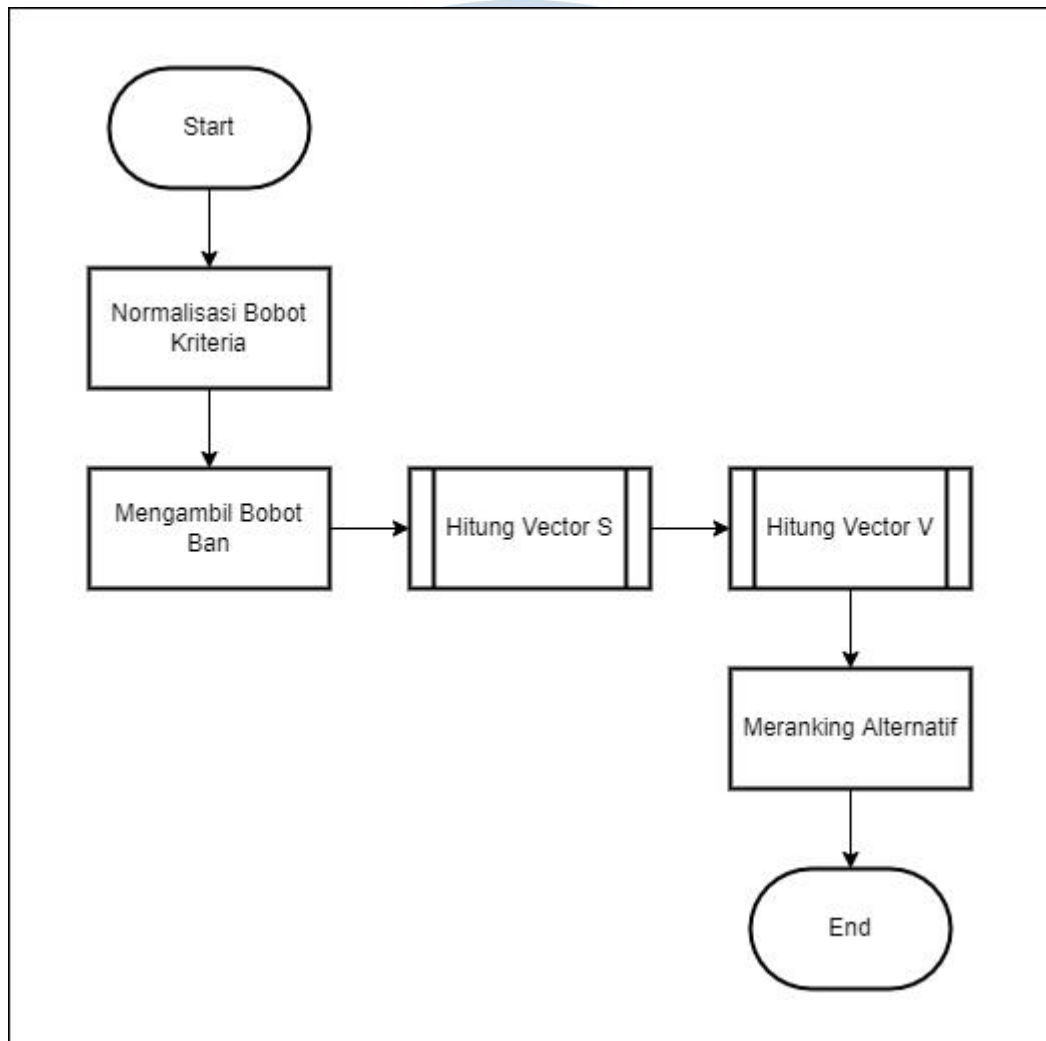 Start
Normalisasi Bobot
Kriteria
Mengambil Bobot
Ban
Hitung Vector S
Hitung Vector V
Meranking Alternatif
End